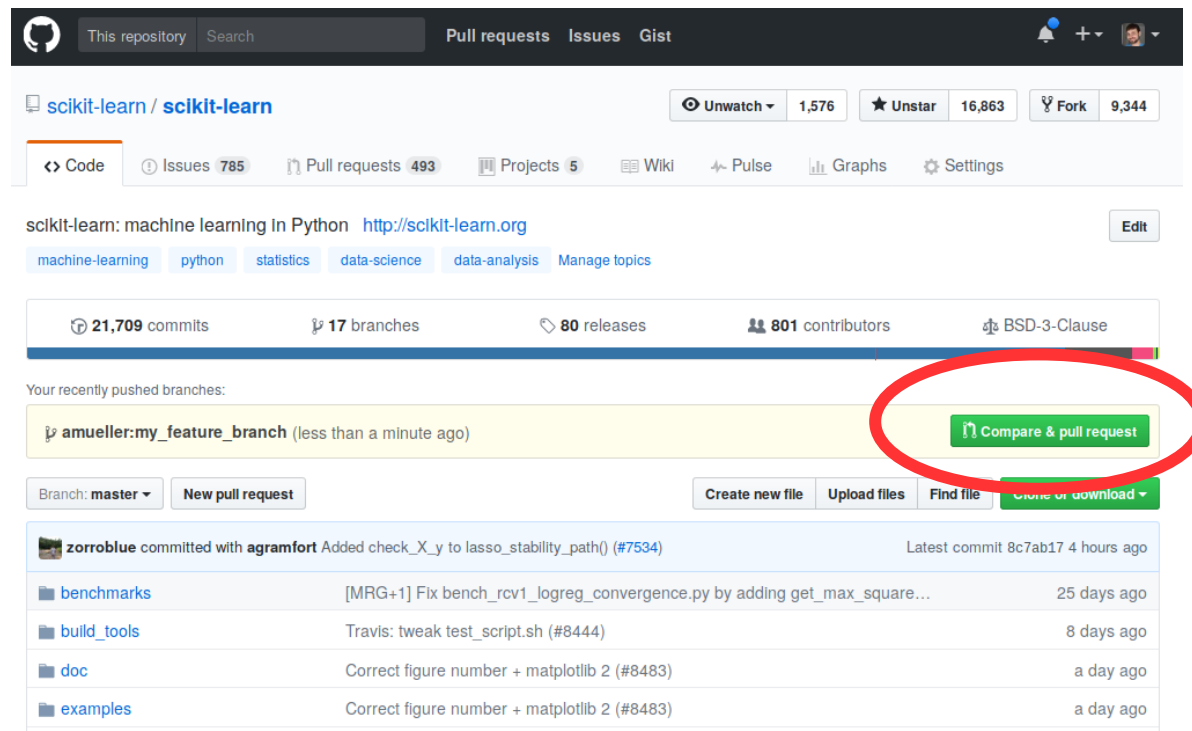 This repository Search Pull requests Issues Gist
scikit-learn / scikit-learn Unwatch 1,576 Unstar 16,863 Fork 9,344
Code Issues 785 Pull requests 493 Projects 5 Wiki Pulse Graphs Settings
scikit-learn: machine learning in Python http://scikit-learn.org Edit
machine-learning python statistics data-science data-analysis Manage topics
21,709 commits 17 branches 80 releases 801 contributors BSD-3-Clause
Your recently pushed branches:
amueller:my_feature_branch (less than a minute ago) Compare & pull request
Branch: master New pull request Create new file Upload files Find file Clone or download
zorroblue committed with agramfort Added check_X_y to lasso_stability_path() (#7534) Latest commit 8c7ab17 4 hours ago
benchmarks [MRG+1] Fix bench_rcv1_logreg_convergence.py by adding get_max_square… 25 days ago
build_tools Travis: tweak test_script.sh (#8444) 8 days ago
doc Correct figure number + matplotlib 2 (#8483) a day ago
examples Correct figure number + matplotlib 2 (#8483) a day ago